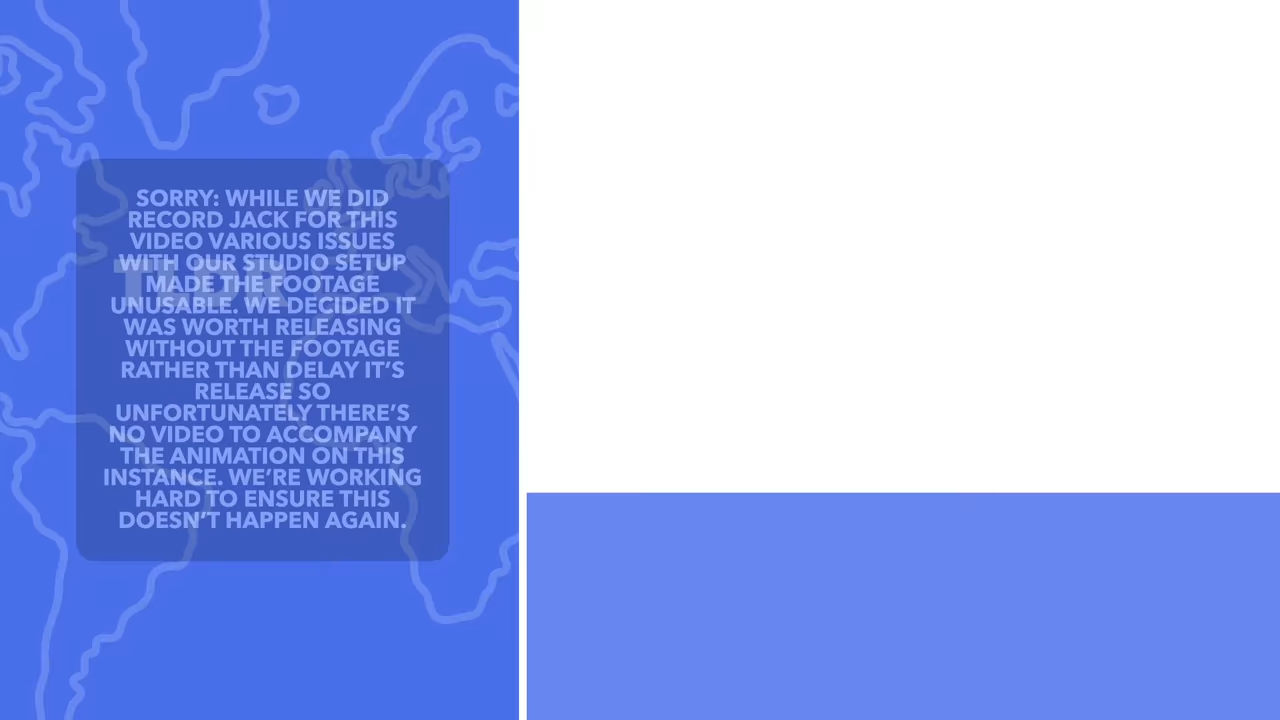 SORRY: WHILE WE DID
RECORD JACK FOR THIS
VIDEO VARIOUS ISSUES
WITH OUR STUDIO SETUP
MADE THE FOOTAGE
UNUSABLE. WE DECIDED IT
WAS WORTH RELEASING
WITHOUT THE FOOTAGE
RATHER THAN DELAY IT’S
RELEASE SO
UNFORTUNATELY THERE’S
NO VIDEO TO ACCOMPANY
THE ANIMATION ON THIS
INSTANCE. WE’RE WORKING
HARD TO ENSURE THIS
DOESN’T HAPPEN AGAIN.
TLDR